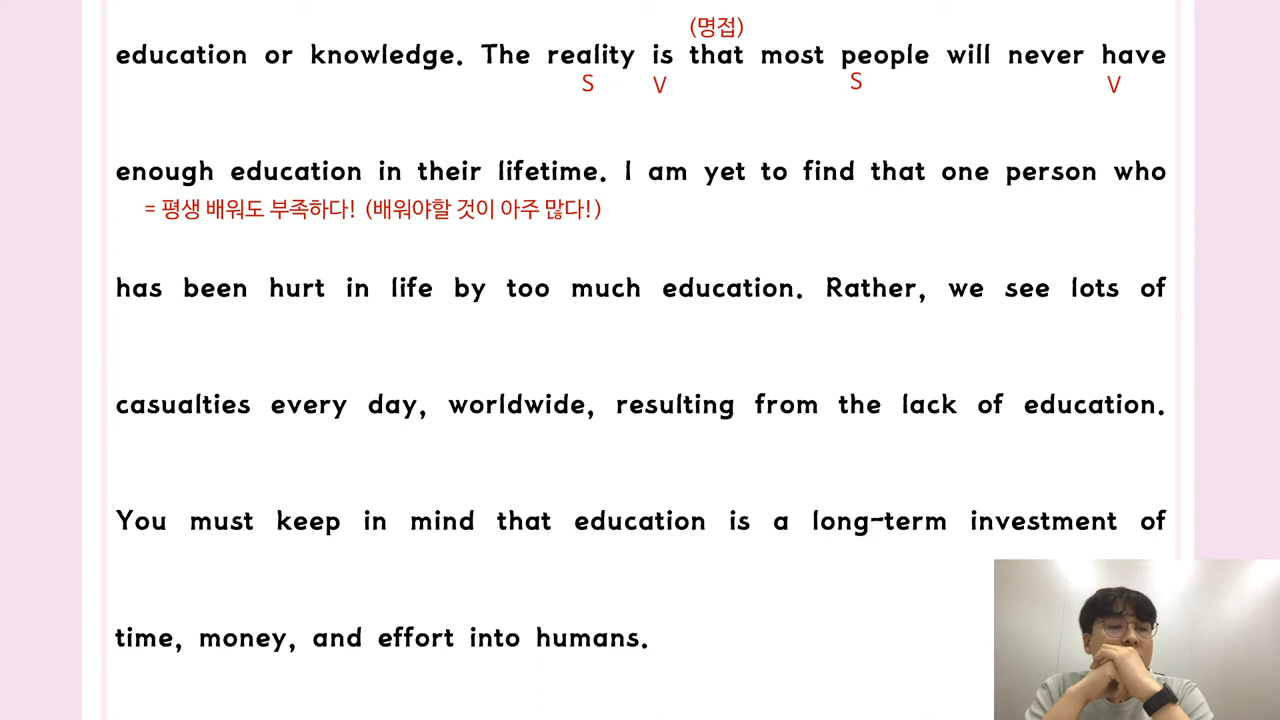 (명접)
education or knowledge. The reality is that most people will never have
S V S V
enough education in their lifetime. I am yet to find that one person who
= 평생 배워도 부족하다! (배워야할 것이 아주 많다!)
has been hurt in life by too much education. Rather, we see lots of
casualties every day, worldwide, resulting from the lack of education.
You must keep in mind that education is a long-term investment of
time, money, and effort into humans.